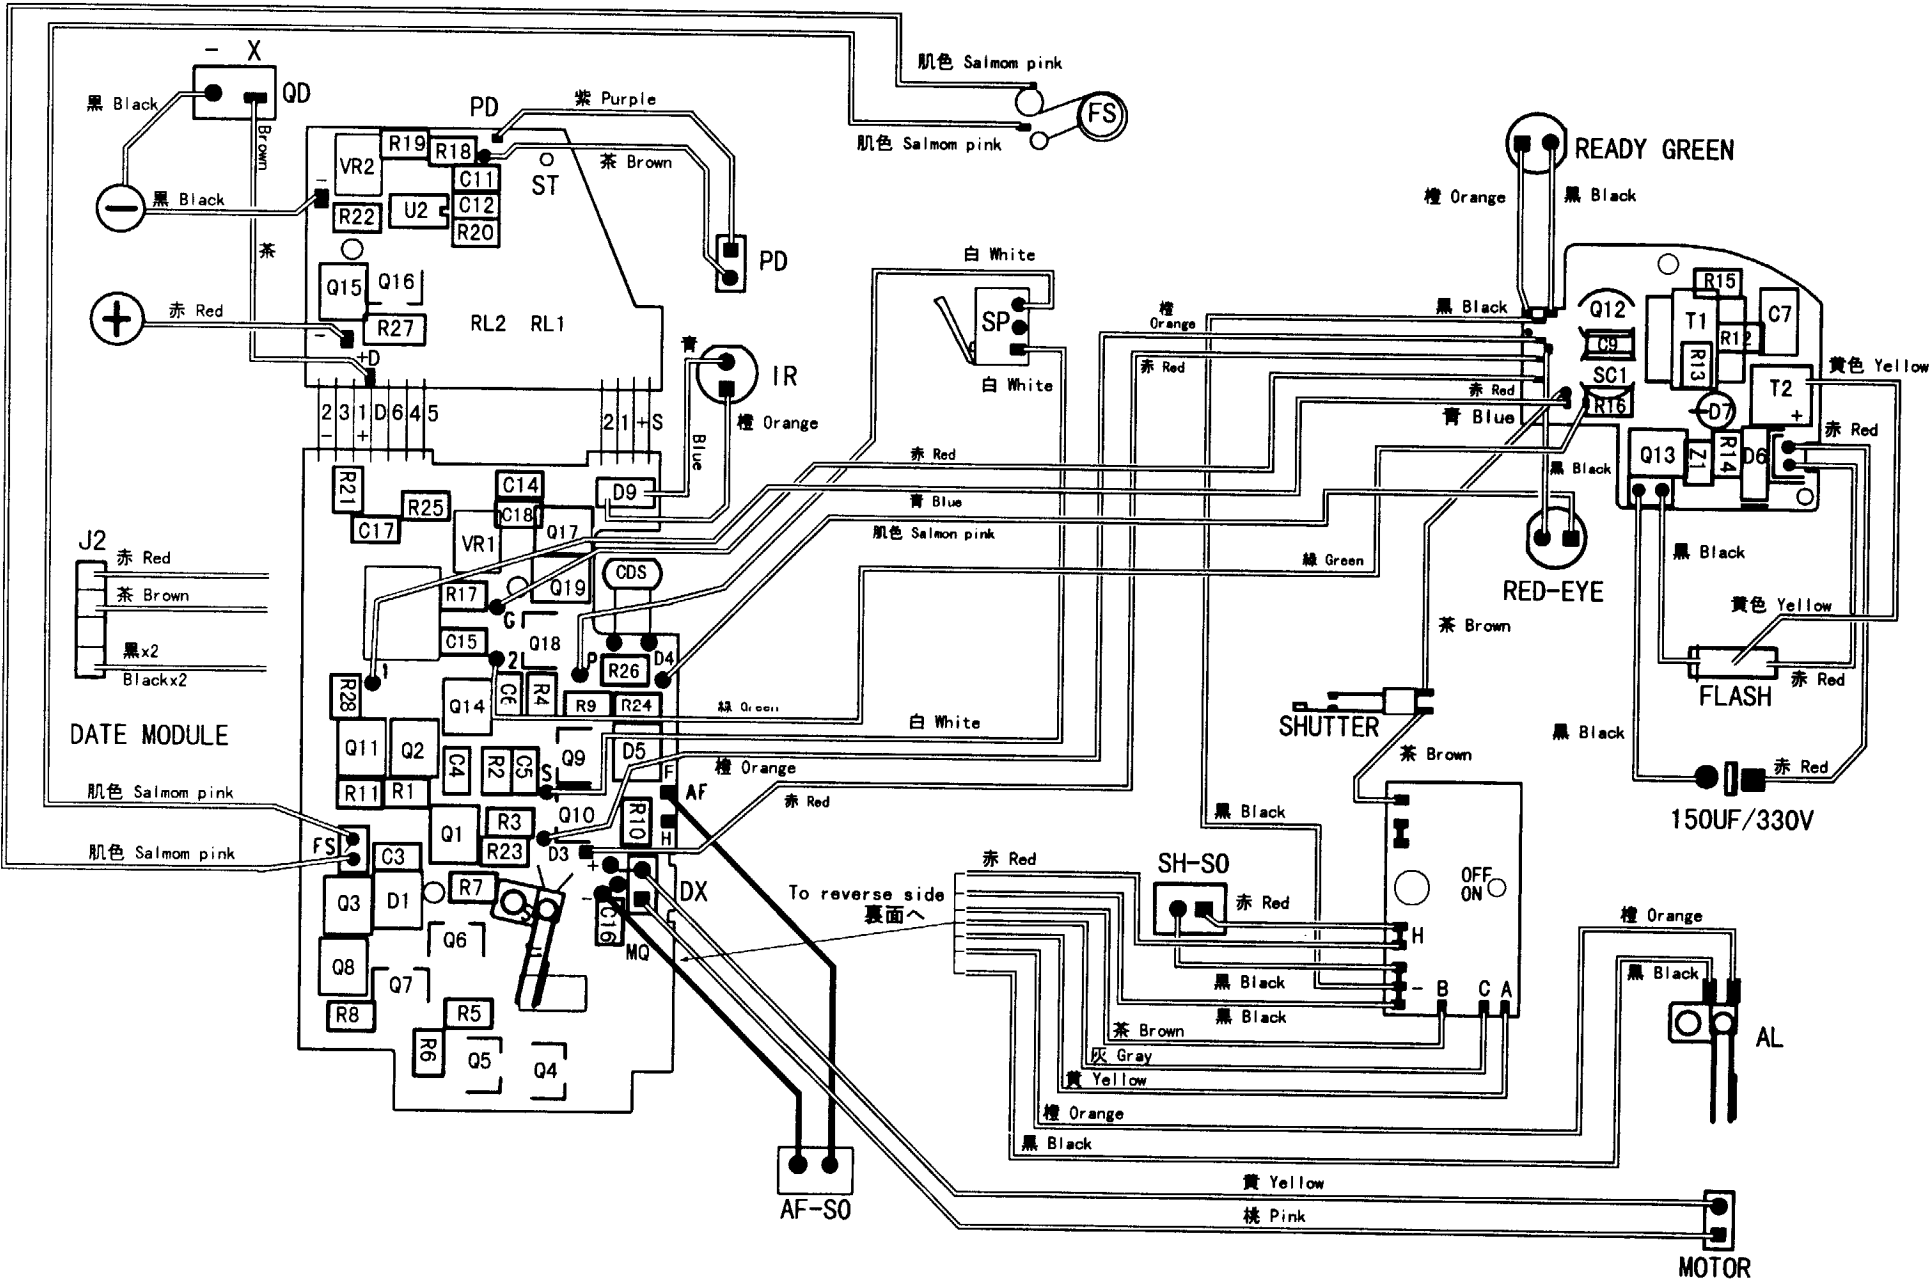 肌色 Salmom pink
FS
肌色 Salmom pink
- X
QD
黒 Black
Brown
茶
黒 Black
−
+
赤 Red
PD
紫 Purple
茶 Brown
PD
R19
R18
VR2
C11
C12
R20
R22
U2
ST
-
Q15
Q16
R27
RL2 RL1
-
+D
2 3 1 D 6 4 5
- +
2 1 + S
青
IR
橙 Orange
Blue
READY GREEN
橙 Orange
黒 Black
白 White
SP
白 White
黒 Black
橙
Orange
赤 Red
赤 Red
青 Blue
R15
Q12
T1
C7
C9
R12
R13
SC1
R16
D7
T2
+
黄色 Yellow
赤 Red
Q13
Z1
R14
D6
黒 Black
RED-EYE
黒 Black
黄色 Yellow
赤 Red
FLASH
黒 Black
赤 Red
150UF/330V
赤 Red
青 Blue
肌色 Salmon pink
緑 Green
茶 Brown
SHUTTER
茶 Brown
R21
C17
R25
C14
C18
D9
VR1
Q17
Q19
CDS
R17
G
C15
2
Q18
P
R26
D4
1
J2
赤 Red
茶 Brown
黒x2
Blackx2
DATE MODULE
R28
Q14
C6
R4
R9
R24
緑 Green
白 White
Q11
Q2
C4
R2
C5
Q9
D5
S
F
橙 Orange
赤 Red
R11
R1
AF
Q10
R10
H
肌色 Salmom pink
Q1
R3
R23
D3
FS
肌色 Salmom pink
C3
+
-
DX
Q3
D1
R7
C16
MQ
Q6
Q8
Q7
R8
R5
R6
Q5
Q4
AF-SO
To reverse side
裏面へ
赤 Red
SH-SO
赤 Red
黒 Black
OFF
ON
H
-
B C A
黒 Black
黒 Black
茶 Brown
灰 Gray
黄 Yellow
橙 Orange
黒 Black
橙 Orange
黒 Black
AL
黄 Yellow
桃 Pink
MOTOR